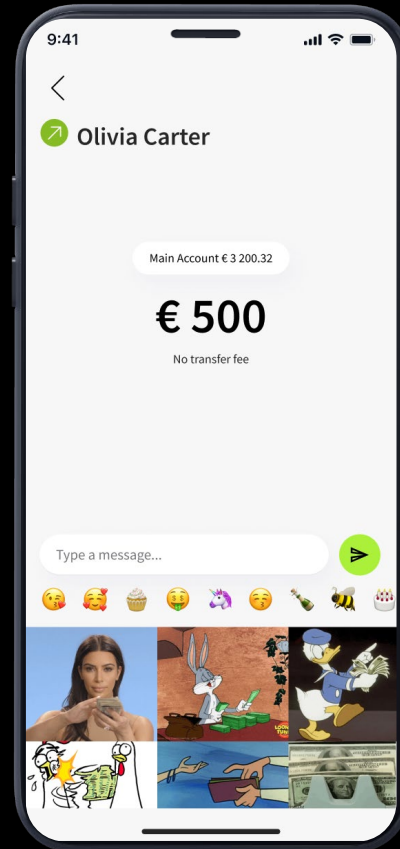 9:41
Olivia Carter
Main Account € 3 200.32
€ 500
No transfer fee
Type a message...